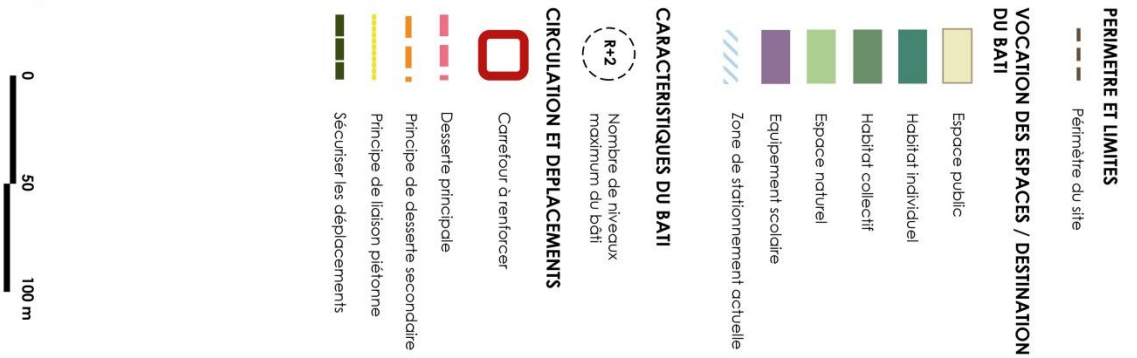 PERIMETRE ET LIMITES
Périmètre du site
VOCATION DES ESPACES / DESTINATION
DU BATI
Espace public
Habitat individuel
Habitat collectif
Espace naturel
Equipement scolaire
Zone de stationnement actuelle
CARACTERISTIQUES DU BATI
R+2
Nombre de niveaux
maximum du bâti
CIRCULATION ET DEPLACEMENTS
Carrefour à renforcer
Desserte principale
Principe de desserte secondaire
Principe de liaison piétonne
Sécuriser les déplacements
0 50 100 m